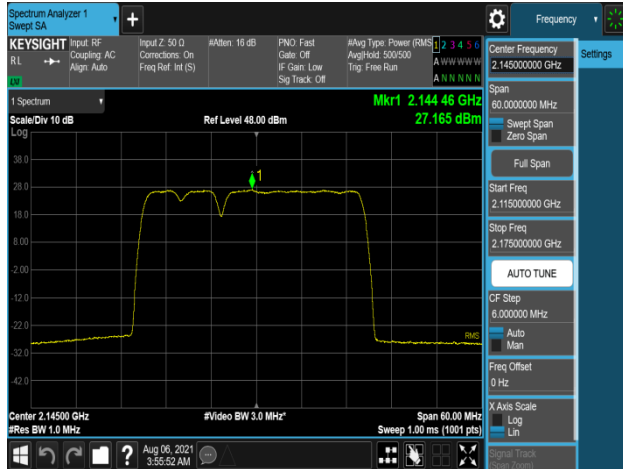 Spectrum Analyzer 1
Swept SA
+
Frequency
KEYSIGHT
RL
Input: RF
Coupling: AC
Align: Auto
Input Z: 50 Ω
Corrections: On
Freq Ref: Int (S)
#Atten: 16 dB
PNO: Fast
Gate: Off
IF Gain: Low
Sig Track: Off
#Avg Type: Power (RMS
Avg|Hold: 500/500
Trig: Free Run
1 2 3 4 5 6
A W W W W W
A N N N N N
1 Spectrum
Scale/Div 10 dB
Log
Ref Level 48.00 dBm
Mkr1 2.144 46 GHz
27.165 dBm
38.0
28.0
18.0
8.00
-2.00
-12.0
-22.0
-32.0
-42.0
1
RMS
Center 2.14500 GHz
#Res BW 1.0 MHz
#Video BW 3.0 MHz*
Span 60.00 MHz
Sweep 1.00 ms (1001 pts)
?
Aug 06, 2021
3:55:52 AM
Center Frequency
2.145000000 GHz
Span
60.0000000 MHz
Swept Span
Zero Span
Full Span
Start Freq
2.115000000 GHz
Stop Freq
2.175000000 GHz
AUTO TUNE
CF Step
6.000000 MHz
Auto
Man
Freq Offset
0 Hz
X Axis Scale
Log
Lin
Signal Track
(Span Zoom)
Settings